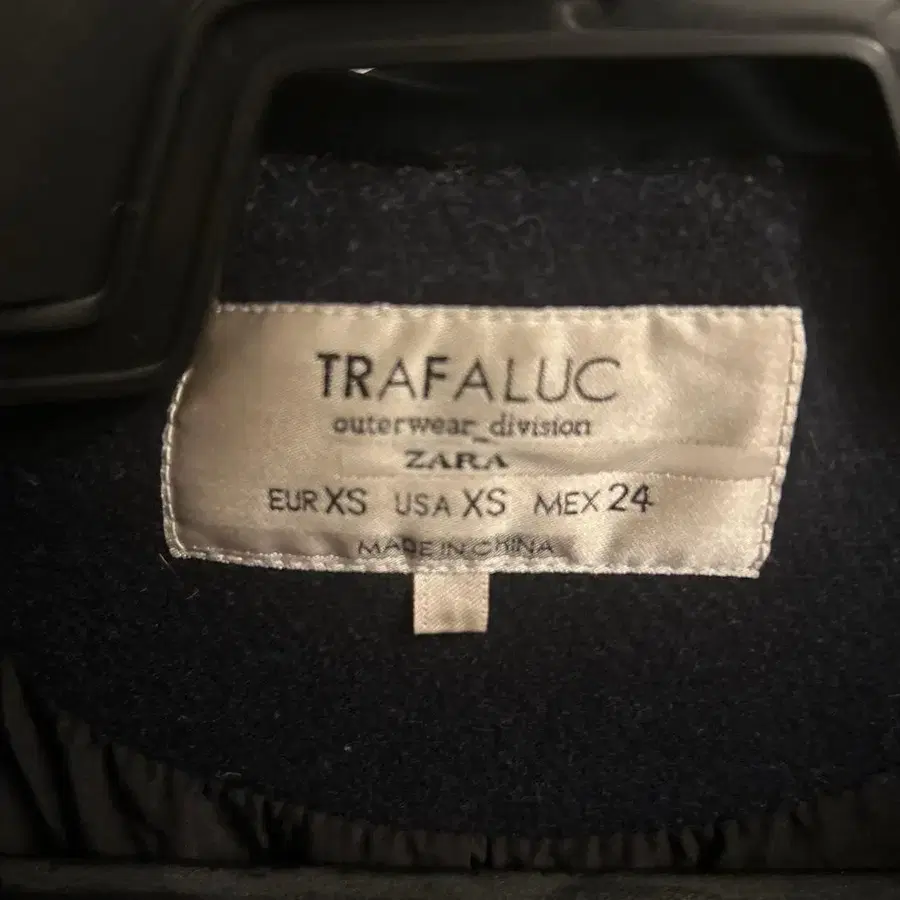 TRAFALUC
outerwear_division
ZARA
EUR XS USA XS MEX 24
MADE IN CHINA